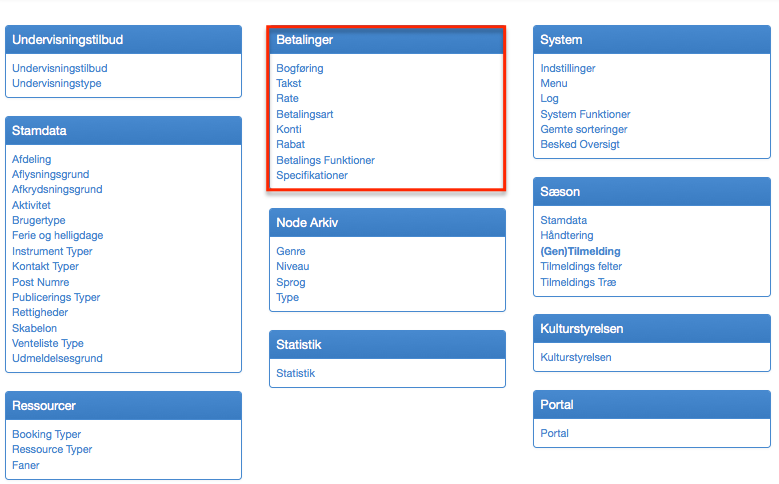 Undervisningstilbud
Undervisningstilbud
Undervisningstype
Stamdata
Afdeling
Aflysningsgrund
Afkrydsningsgrund
Aktivitet
Brugertype
Ferie og helligdage
Instrument Typer
Kontakt Typer
Post Numre
Publicerings Typer
Rettigheder
Skabelon
Venteliste Type
Udmeldelsesgrund
Ressourcer
Booking Typer
Ressource Typer
Faner
Betalinger
Bogføring
Takst
Rate
Betalingsart
Konti
Rabat
Betalings Funktioner
Specifikationer
Node Arkiv
Genre
Niveau
Sprog
Type
Statistik
Statistik
System
Indstillinger
Menu
Log
System Funktioner
Gemte sorteringer
Besked Oversigt
Sæson
Stamdata
Håndtering
(Gen)Tilmelding
Tilmeldings felter
Tilmeldings Træ
Kulturstyrelsen
Kulturstyrelsen
Portal
Portal